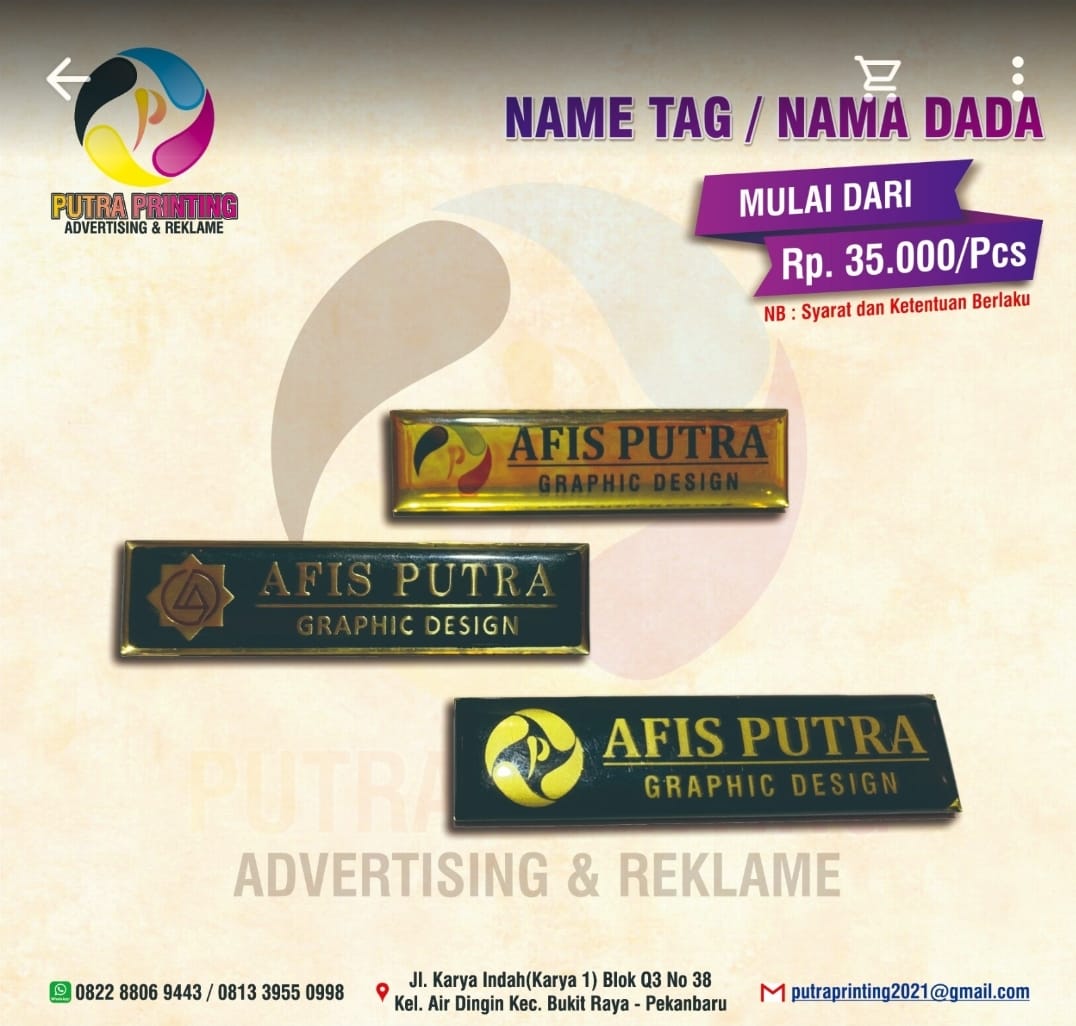 PUTRA PRINTING
ADVERTISING & REKLAME
NAME TAG / NAMA DADA
MULAI DARI
Rp. 35.000/Pcs
NB : Syarat dan Ketentuan Berlaku
AFIS PUTRA
GRAPHIC DESIGN
AFIS PUTRA
GRAPHIC DESIGN
P
AFIS PUTRA
GRAPHIC DESIGN
PUTRA
ADVERTISING & REKLAME
0822 8806 9443 / 0813 3955 0998
Jl. Karya Indah(Karya 1) Blok Q3 No 38
Kel. Air Dingin Kec. Bukit Raya - Pekanbaru
putraprinting2021@gmail.com